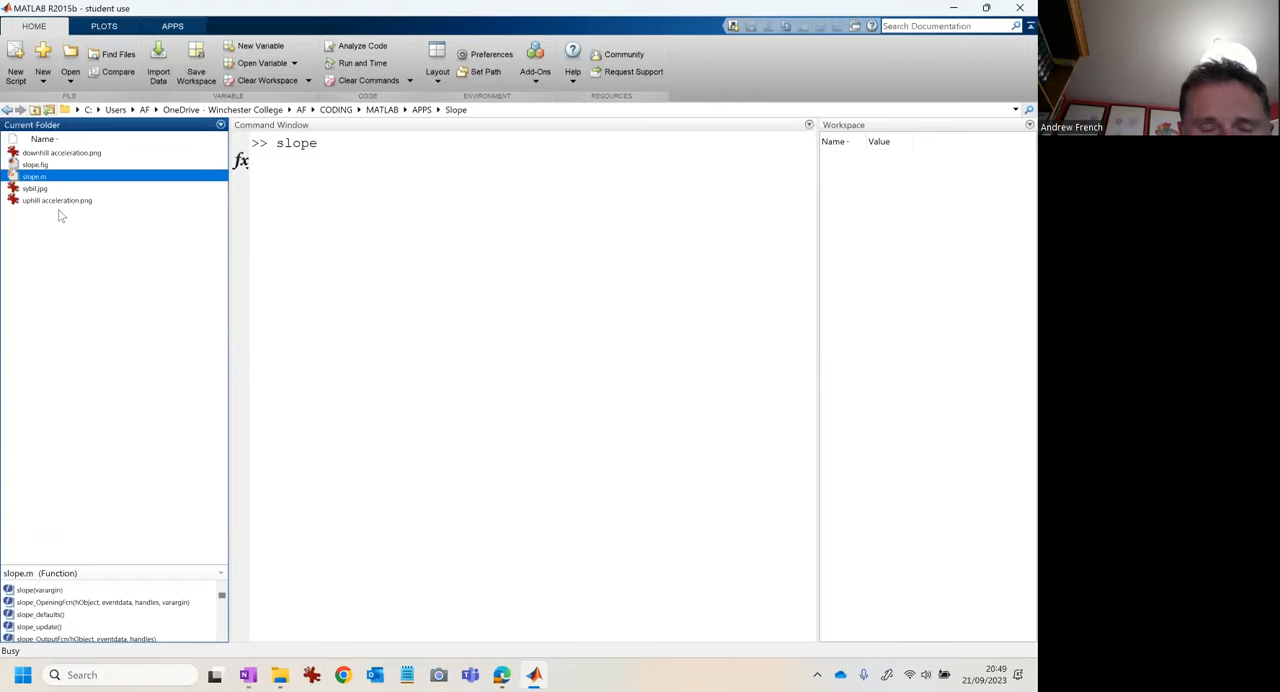 MATLAB R2015b - student use
HOME PLOTS APPS
Search Documentation
New Script
New
Open
Find Files
Compare
Import Data
Save Workspace
New Variable
Open Variable
Clear Workspace
Analyze Code
Run and Time
Clear Commands
Layout
Preferences
Set Path
Add-Ons
Help
Community
Request Support
FILE VARIABLE CODE ENVIRONMENT RESOURCES
C: Users AF OneDrive - Winchester College AF CODING MATLAB APPS Slope
Andrew French
Current Folder
Command Window
Workspace
Name
Name Value
downhill acceleration.png
slope.fig
slope.m
sybil.jpg
uphill acceleration.png
>> slope
fx
slope.m (Function)
slope(varargin)
slope_OpeningFcn(hObject, eventdata, handles, varargin)
slope_defaults()
slope_update()
slope_OutputFcn(hObject, eventdata, handles)
Busy
Search
20:49
21/09/2023